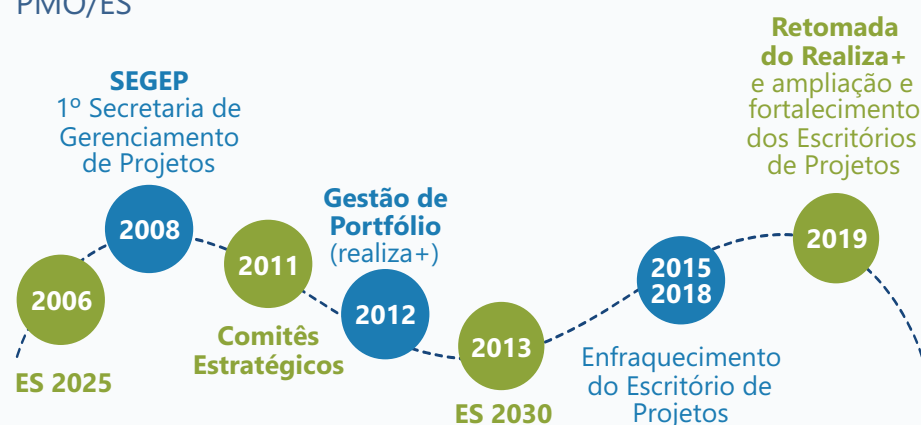 PMO/ES
2006
ES 2025
SEGEP
1º Secretaria de
Gerenciamento
de Projetos
2008
2011
Comitês
Estratégicos
Gestão de
Portfólio
(realiza+)
2012
2013
ES 2030
2015
2018
Enfraquecimento
do Escritório de
Projetos
Retomada
do Realiza+
e ampliação e
fortalecimento
dos Escritórios
de Projetos
2019